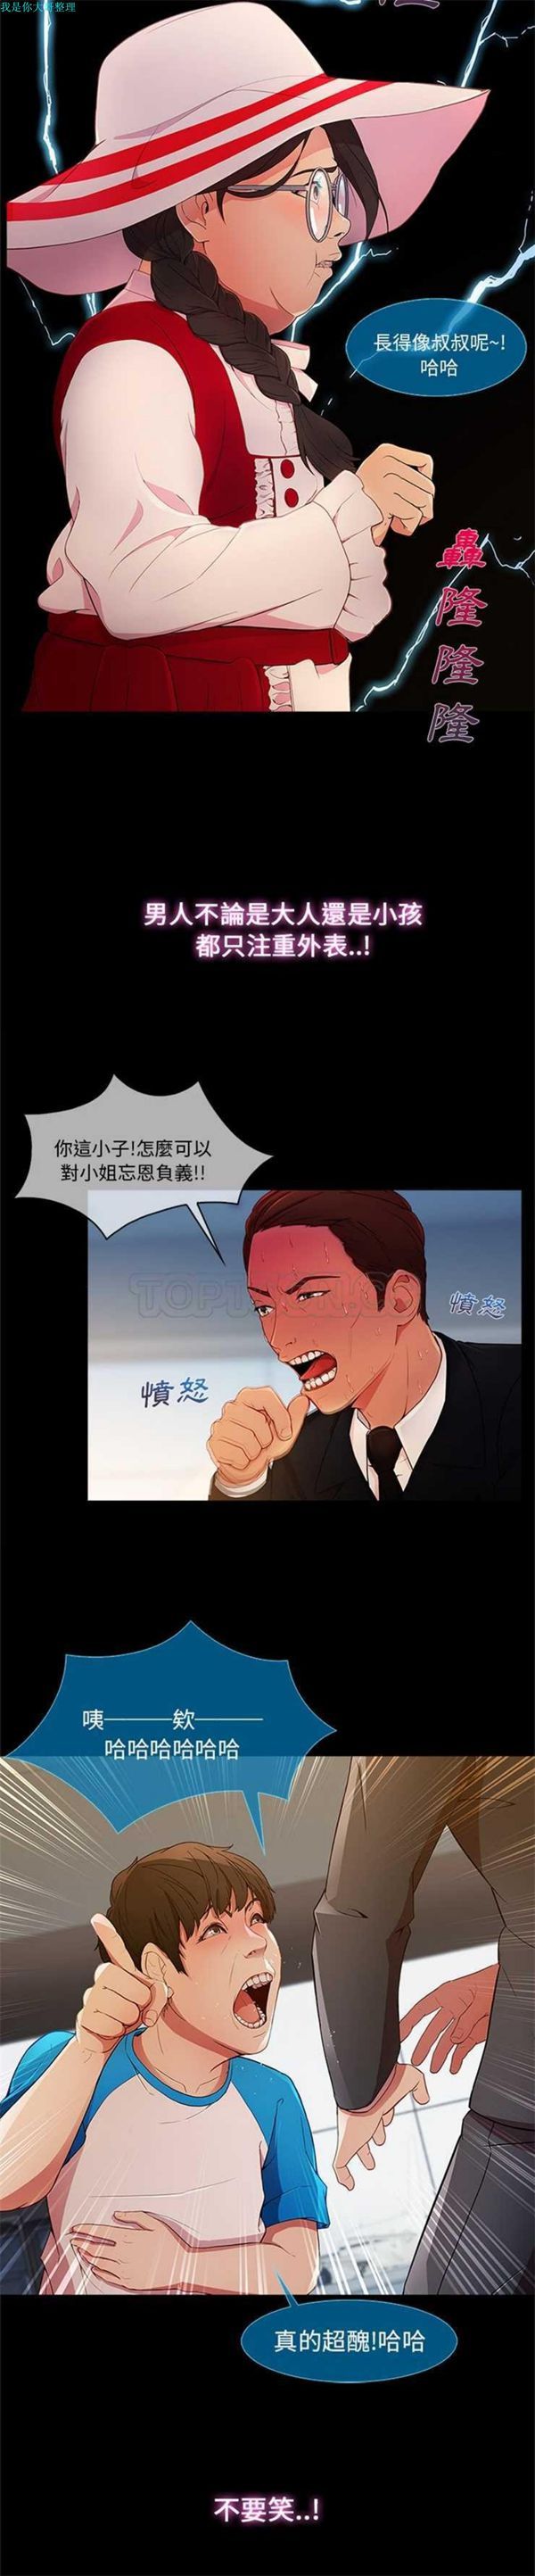 我是你大哥整理
長得像叔叔呢~!
哈哈
轟
隆
隆
隆
男人不論是大人還是小孩
都只注重外表..!
你這小子!怎麼可以
對小姐忘恩負義!!
憤怒
憤怒
咦———欸———
哈哈哈哈哈哈
真的超醜!哈哈
不要笑..!